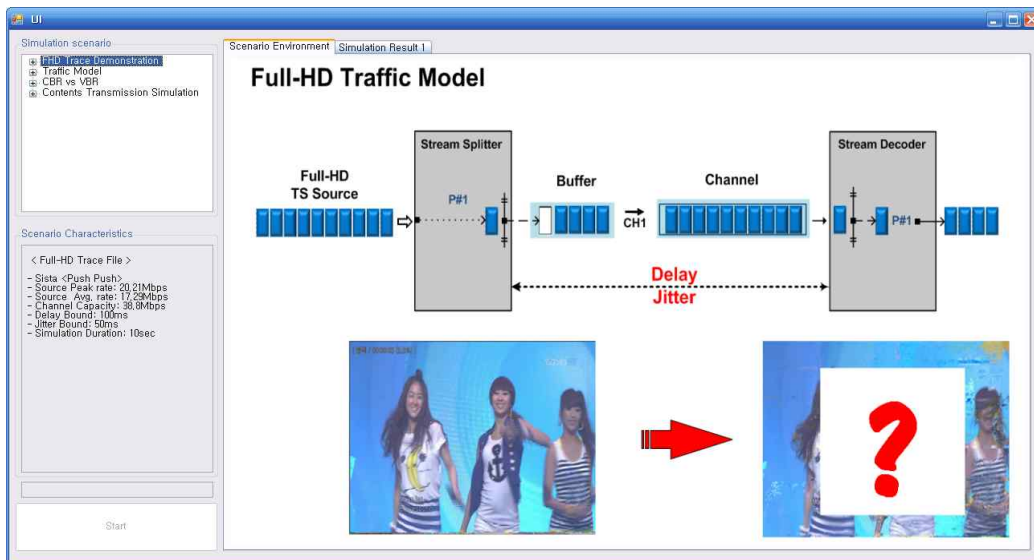 UI
Simulation scenario
FHD Trace Demonstration
Traffic Model
CBR vs VBR
Contents Transmission Simulation
Scenario Characteristics
< Full-HD Trace File >
- Sista <Push Push>
- Source Peak rate: 20,21Mbps
- Source Avg, rate: 17,29Mbps
- Channel Capacity: 38,8Mbps
- Delay Bound: 100ms
- Jitter Bound: 50ms
- Simulation Duration: 10sec
Start
Scenario Environment
Simulation Result 1
Full-HD Traffic Model
Full-HD
TS Source
Stream Splitter
P#1
Buffer
CH1
Channel
Stream Decoder
P#1
Delay
Jitter
?